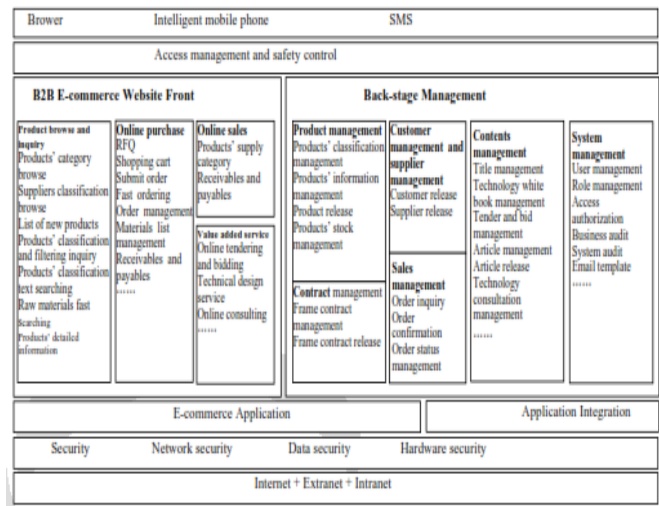 Brower Intelligent mobile phone SMS
Access management and safety control
B2B E-commerce Website Front
Product browse and
inquiry
Products' category
browse
Suppliers classification
browse
List of new products
Products' classification
and filtering inquiry
Products' classification
text searching
Raw materials fast
Searching
Products' detailed
information
Online purchase
RFQ
Shopping cart
Submit order
Fast ordering
Order management
Materials list
management
Receivables and
payables
……
Online sales
Products' supply
category
Receivables and
payables
Value added service
Online tendering
and bidding
Technical design
service
Online consulting
……
Back-stage Management
Product management
Products' classification
management
Products' information
management
Product release
Products' stock
management
Contract management
Frame contract
management
Frame contract release
Customer
management and
supplier
management
Customer release
Supplier release
Sales
management
Order inquiry
Order
confirmation
Order status
management
Contents
management
Title management
Technology white
book management
Tender and bid
management
Article management
Article release
Technology
consultation
management
……
System
management
User management
Role management
Access
authorization
Business audit
System audit
Email template
……
E-commerce Application
Application Integration
Security Network security Data security Hardware security
Internet + Extranet + Intranet